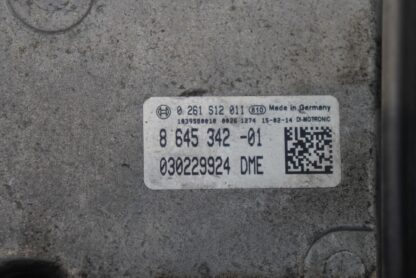 0 261 S12 011 610 Made in Germany
1039S00010 0026 1274 15-02-14 DI-MOTRONIC
8 645 342 -01
030229924 DME